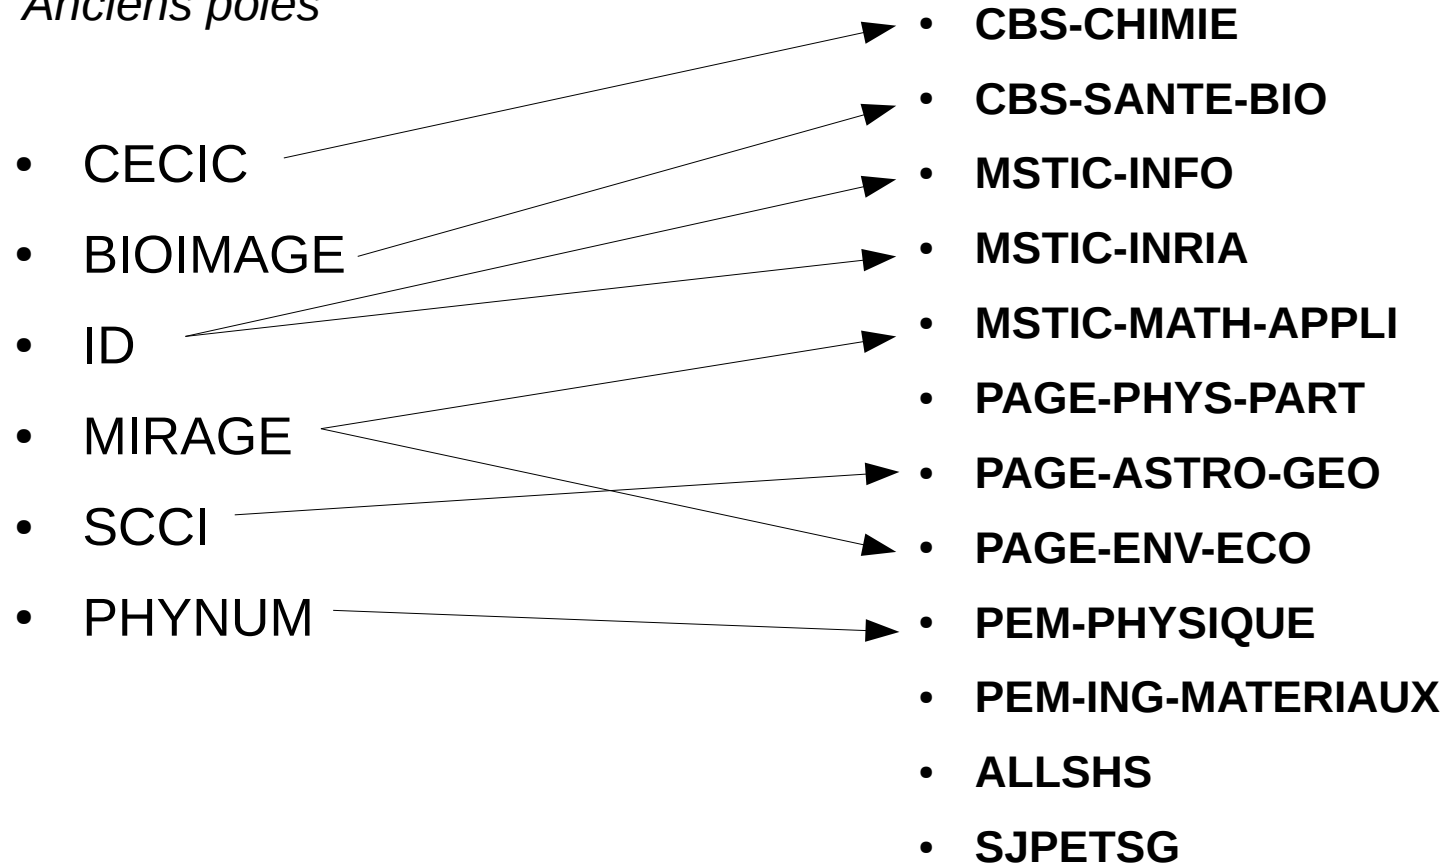 Anciens pôles
• CECIC
• BIOIMAGE
• ID
• MIRAGE
• SCCI
• PHYNUM
• CBS-CHIMIE
• CBS-SANTE-BIO
• MSTIC-INFO
• MSTIC-INRIA
• MSTIC-MATH-APPLI
• PAGE-PHYS-PART
• PAGE-ASTRO-GEO
• PAGE-ENV-ECO
• PEM-PHYSIQUE
• PEM-ING-MATERIAUX
• ALLSHS
• SJPETSG